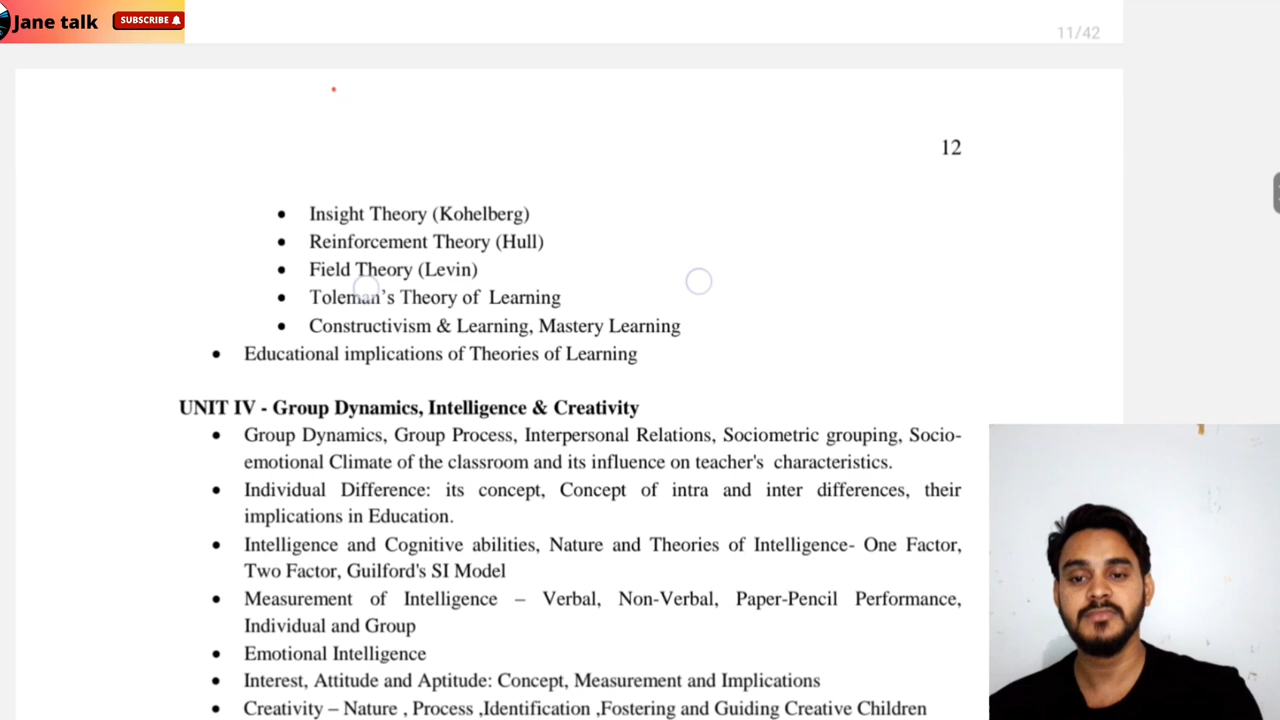 Jane talk
SUBSCRIBE
11/42
12
• Insight Theory (Kohelberg)
• Reinforcement Theory (Hull)
• Field Theory (Levin)
• Toleman’s Theory of Learning
• Constructivism & Learning, Mastery Learning
• Educational implications of Theories of Learning
UNIT IV - Group Dynamics, Intelligence & Creativity
• Group Dynamics, Group Process, Interpersonal Relations, Sociometric grouping, Socio-
emotional Climate of the classroom and its influence on teacher's characteristics.
• Individual Difference: its concept, Concept of intra and inter differences, their
implications in Education.
• Intelligence and Cognitive abilities, Nature and Theories of Intelligence- One Factor,
Two Factor, Guilford's SI Model
• Measurement of Intelligence – Verbal, Non-Verbal, Paper-Pencil Performance,
Individual and Group
• Emotional Intelligence
• Interest, Attitude and Aptitude: Concept, Measurement and Implications
• Creativity – Nature , Process ,Identification ,Fostering and Guiding Creative Children